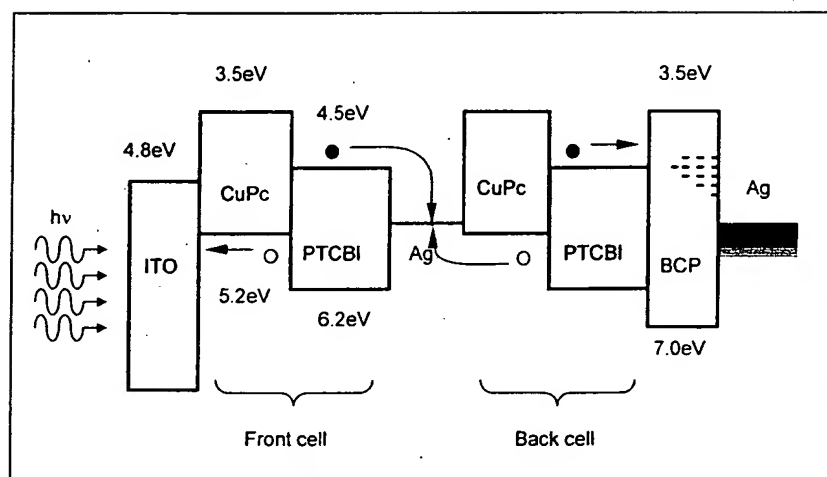 3.5eV 3.5eV
4.5eV
4.8eV
CuPc CuPc Ag
hν
ITO PTCBI Ag PTCBI BCP
5.2eV
6.2eV
7.0eV
Front cell Back cell